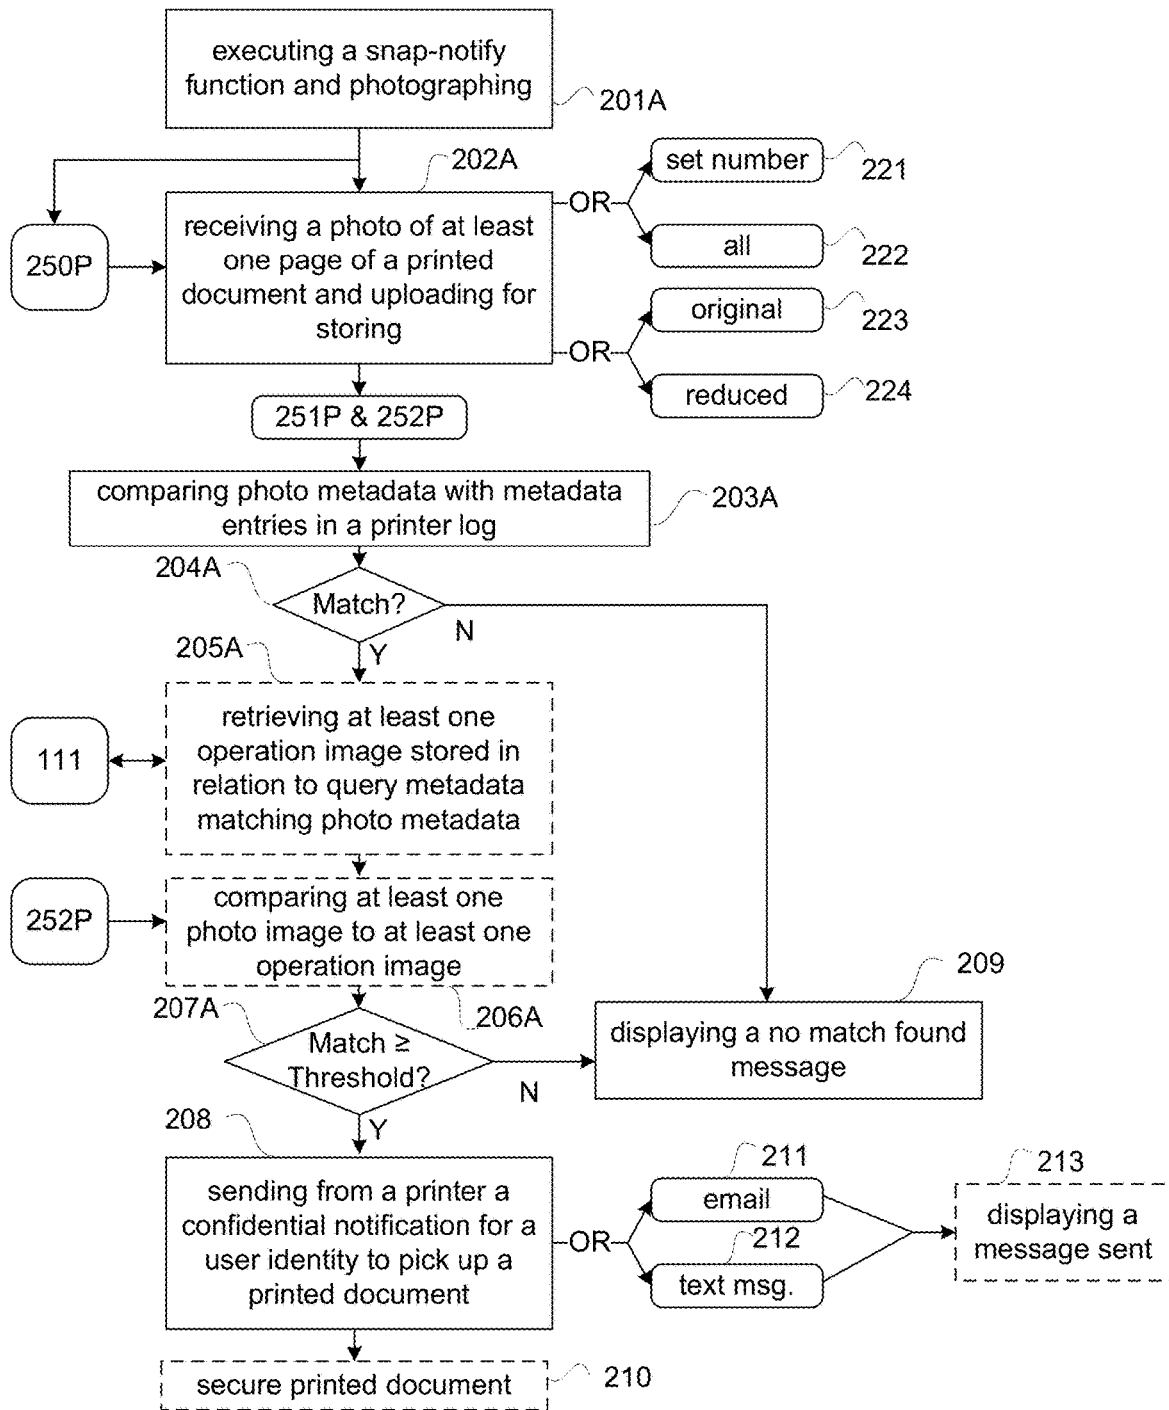 executing a snap-notify
function and photographing
201A
202A
250P
receiving a photo of at least
one page of a printed
document and uploading for
storing
OR
set number
221
all
222
OR
original
223
reduced
224
251P & 252P
comparing photo metadata with metadata
entries in a printer log
203A
204A
Match?
N
Y
205A
111
retrieving at least one
operation image stored in
relation to query metadata
matching photo metadata
252P
comparing at least one
photo image to at least one
operation image
206A
207A
Match ≥
Threshold?
N
Y
209
displaying a no match found
message
208
sending from a printer a
confidential notification for a
user identity to pick up a
printed document
OR
211
email
212
text msg.
213
displaying a
message sent
secure printed document
210